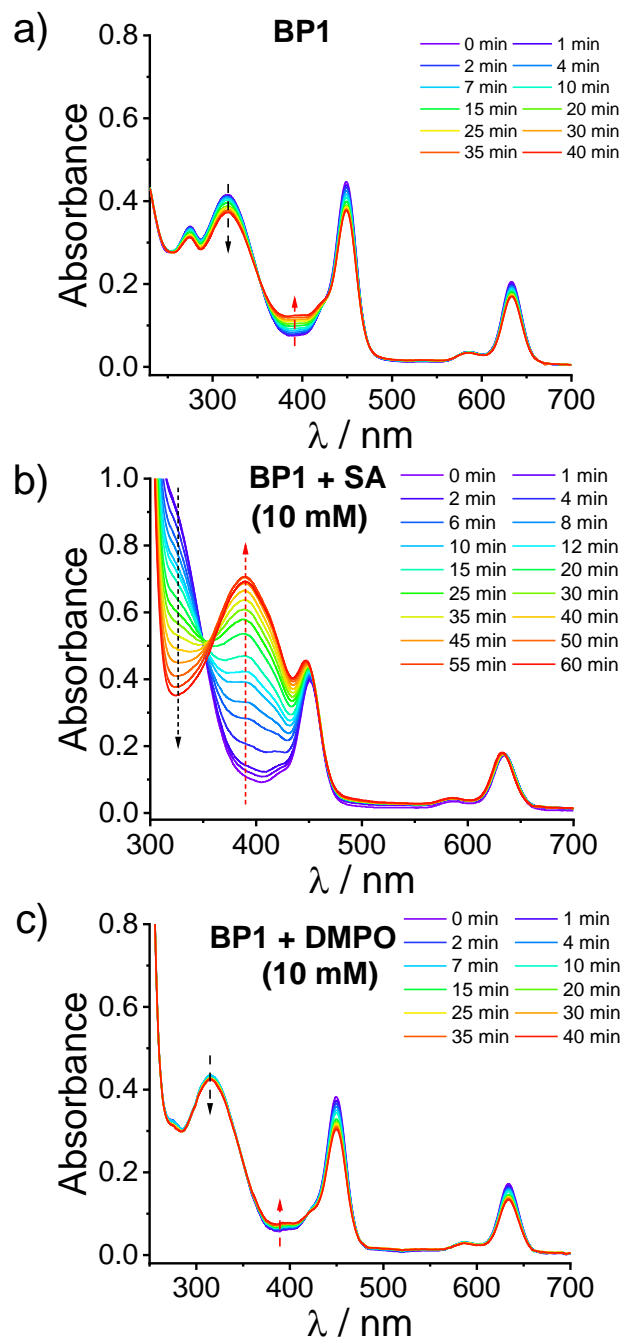 a)
BP1
0 min 1 min
2 min 4 min
7 min 10 min
15 min 20 min
25 min 30 min
35 min 40 min
0.8
0.6
0.4
0.2
0.0
Absorbance
300 400 500 600 700
λ / nm
b)
BP1 + SA
(10 mM)
0 min 1 min
2 min 4 min
6 min 8 min
10 min 12 min
15 min 20 min
25 min 30 min
35 min 40 min
45 min 50 min
55 min 60 min
1.0
0.8
0.6
0.4
0.2
0.0
Absorbance
300 400 500 600 700
λ / nm
c)
BP1 + DMPO
(10 mM)
0 min 1 min
2 min 4 min
7 min 10 min
15 min 20 min
25 min 30 min
35 min 40 min
0.8
0.6
0.4
0.2
0.0
Absorbance
300 400 500 600 700
λ / nm